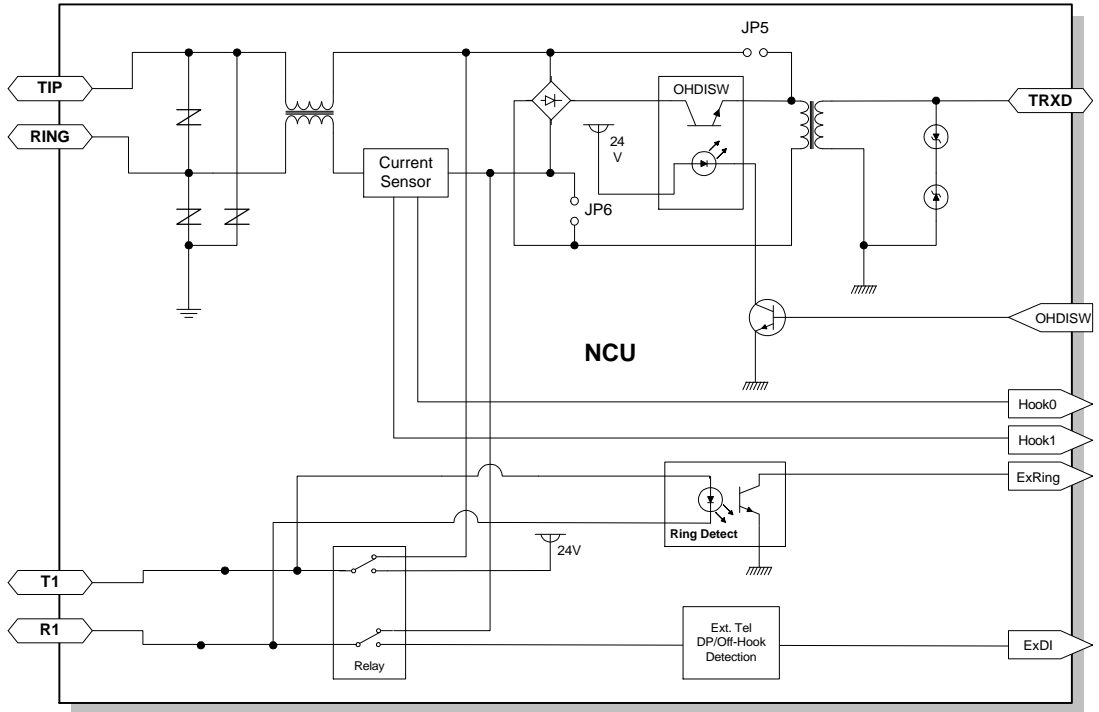 JP5
TIP
OHDISW
TRXD
RING
24
V
Current
Sensor
JP6
OHDISW
NCU
Hook0
Hook1
ExRing
Ring Detect
24V
T1
R1
Ext. Tel
DP/Off-Hook
Detection
ExDI
Relay